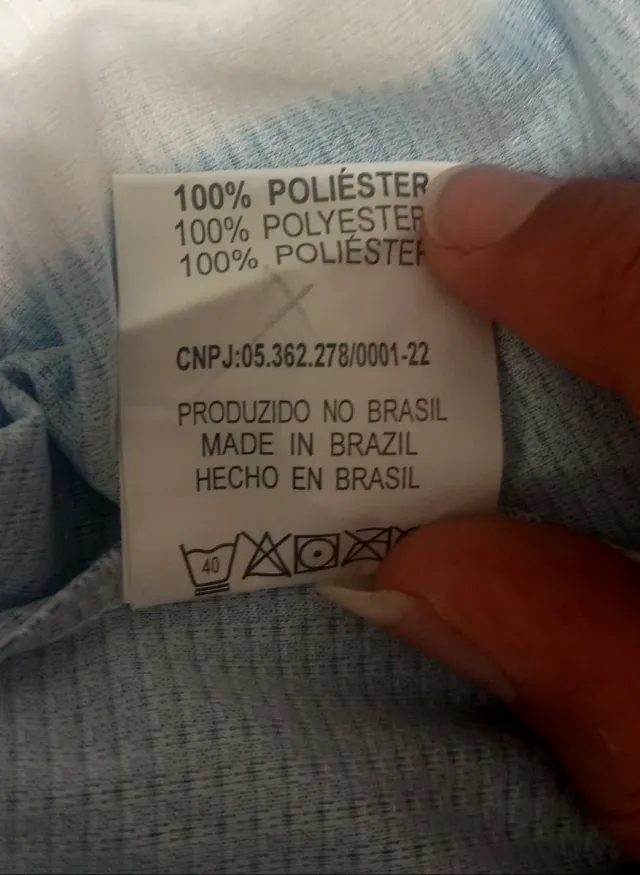 100% POLIÉSTER
100% POLYESTER
100% POLIÉSTER
CNPJ:05.362.278/0001-22
PRODUZIDO NO BRASIL
MADE IN BRAZIL
HECHO EN BRASIL
40